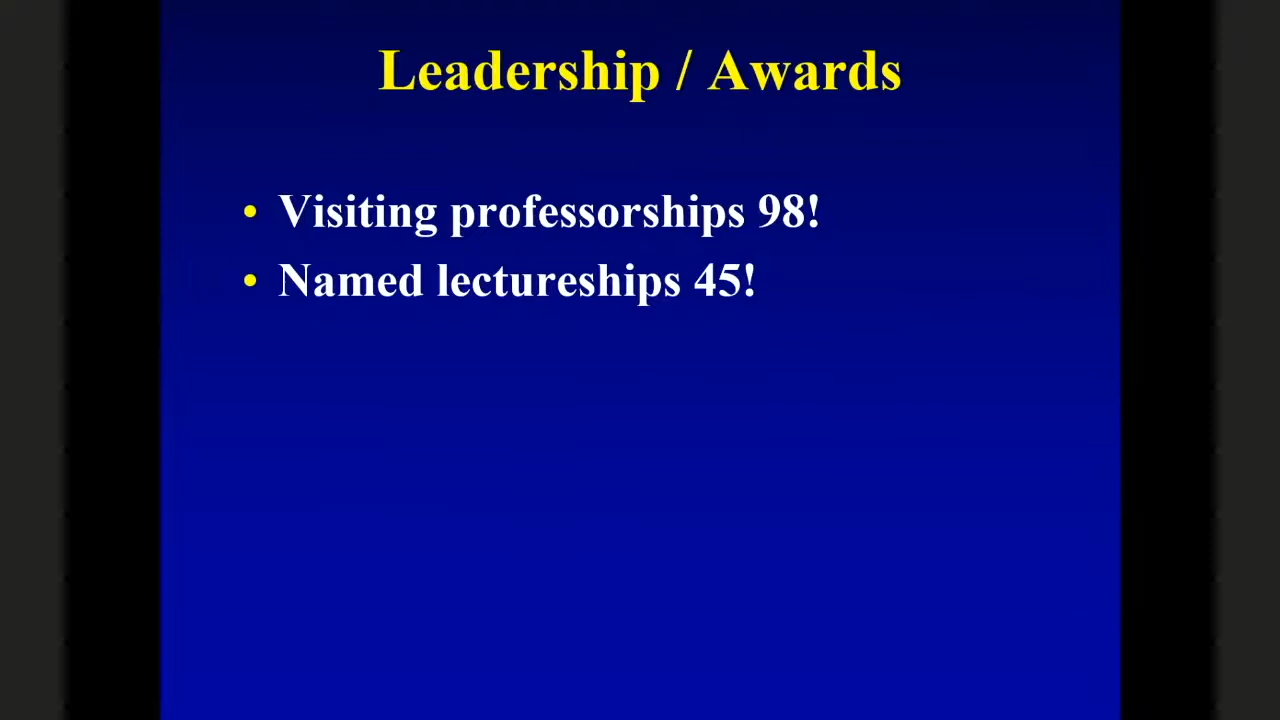 Leadership / Awards
• Visiting professorships 98!
• Named lectureships 45!